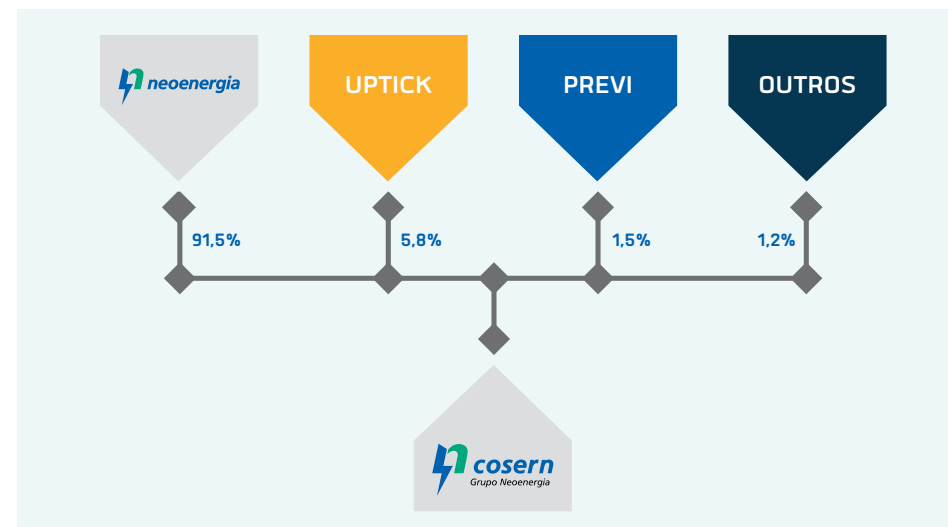 neoenergia
UPTICK
PREVI
OUTROS
91,5%
5,8%
1,5%
1,2%
cosern
Grupo Neoenergia